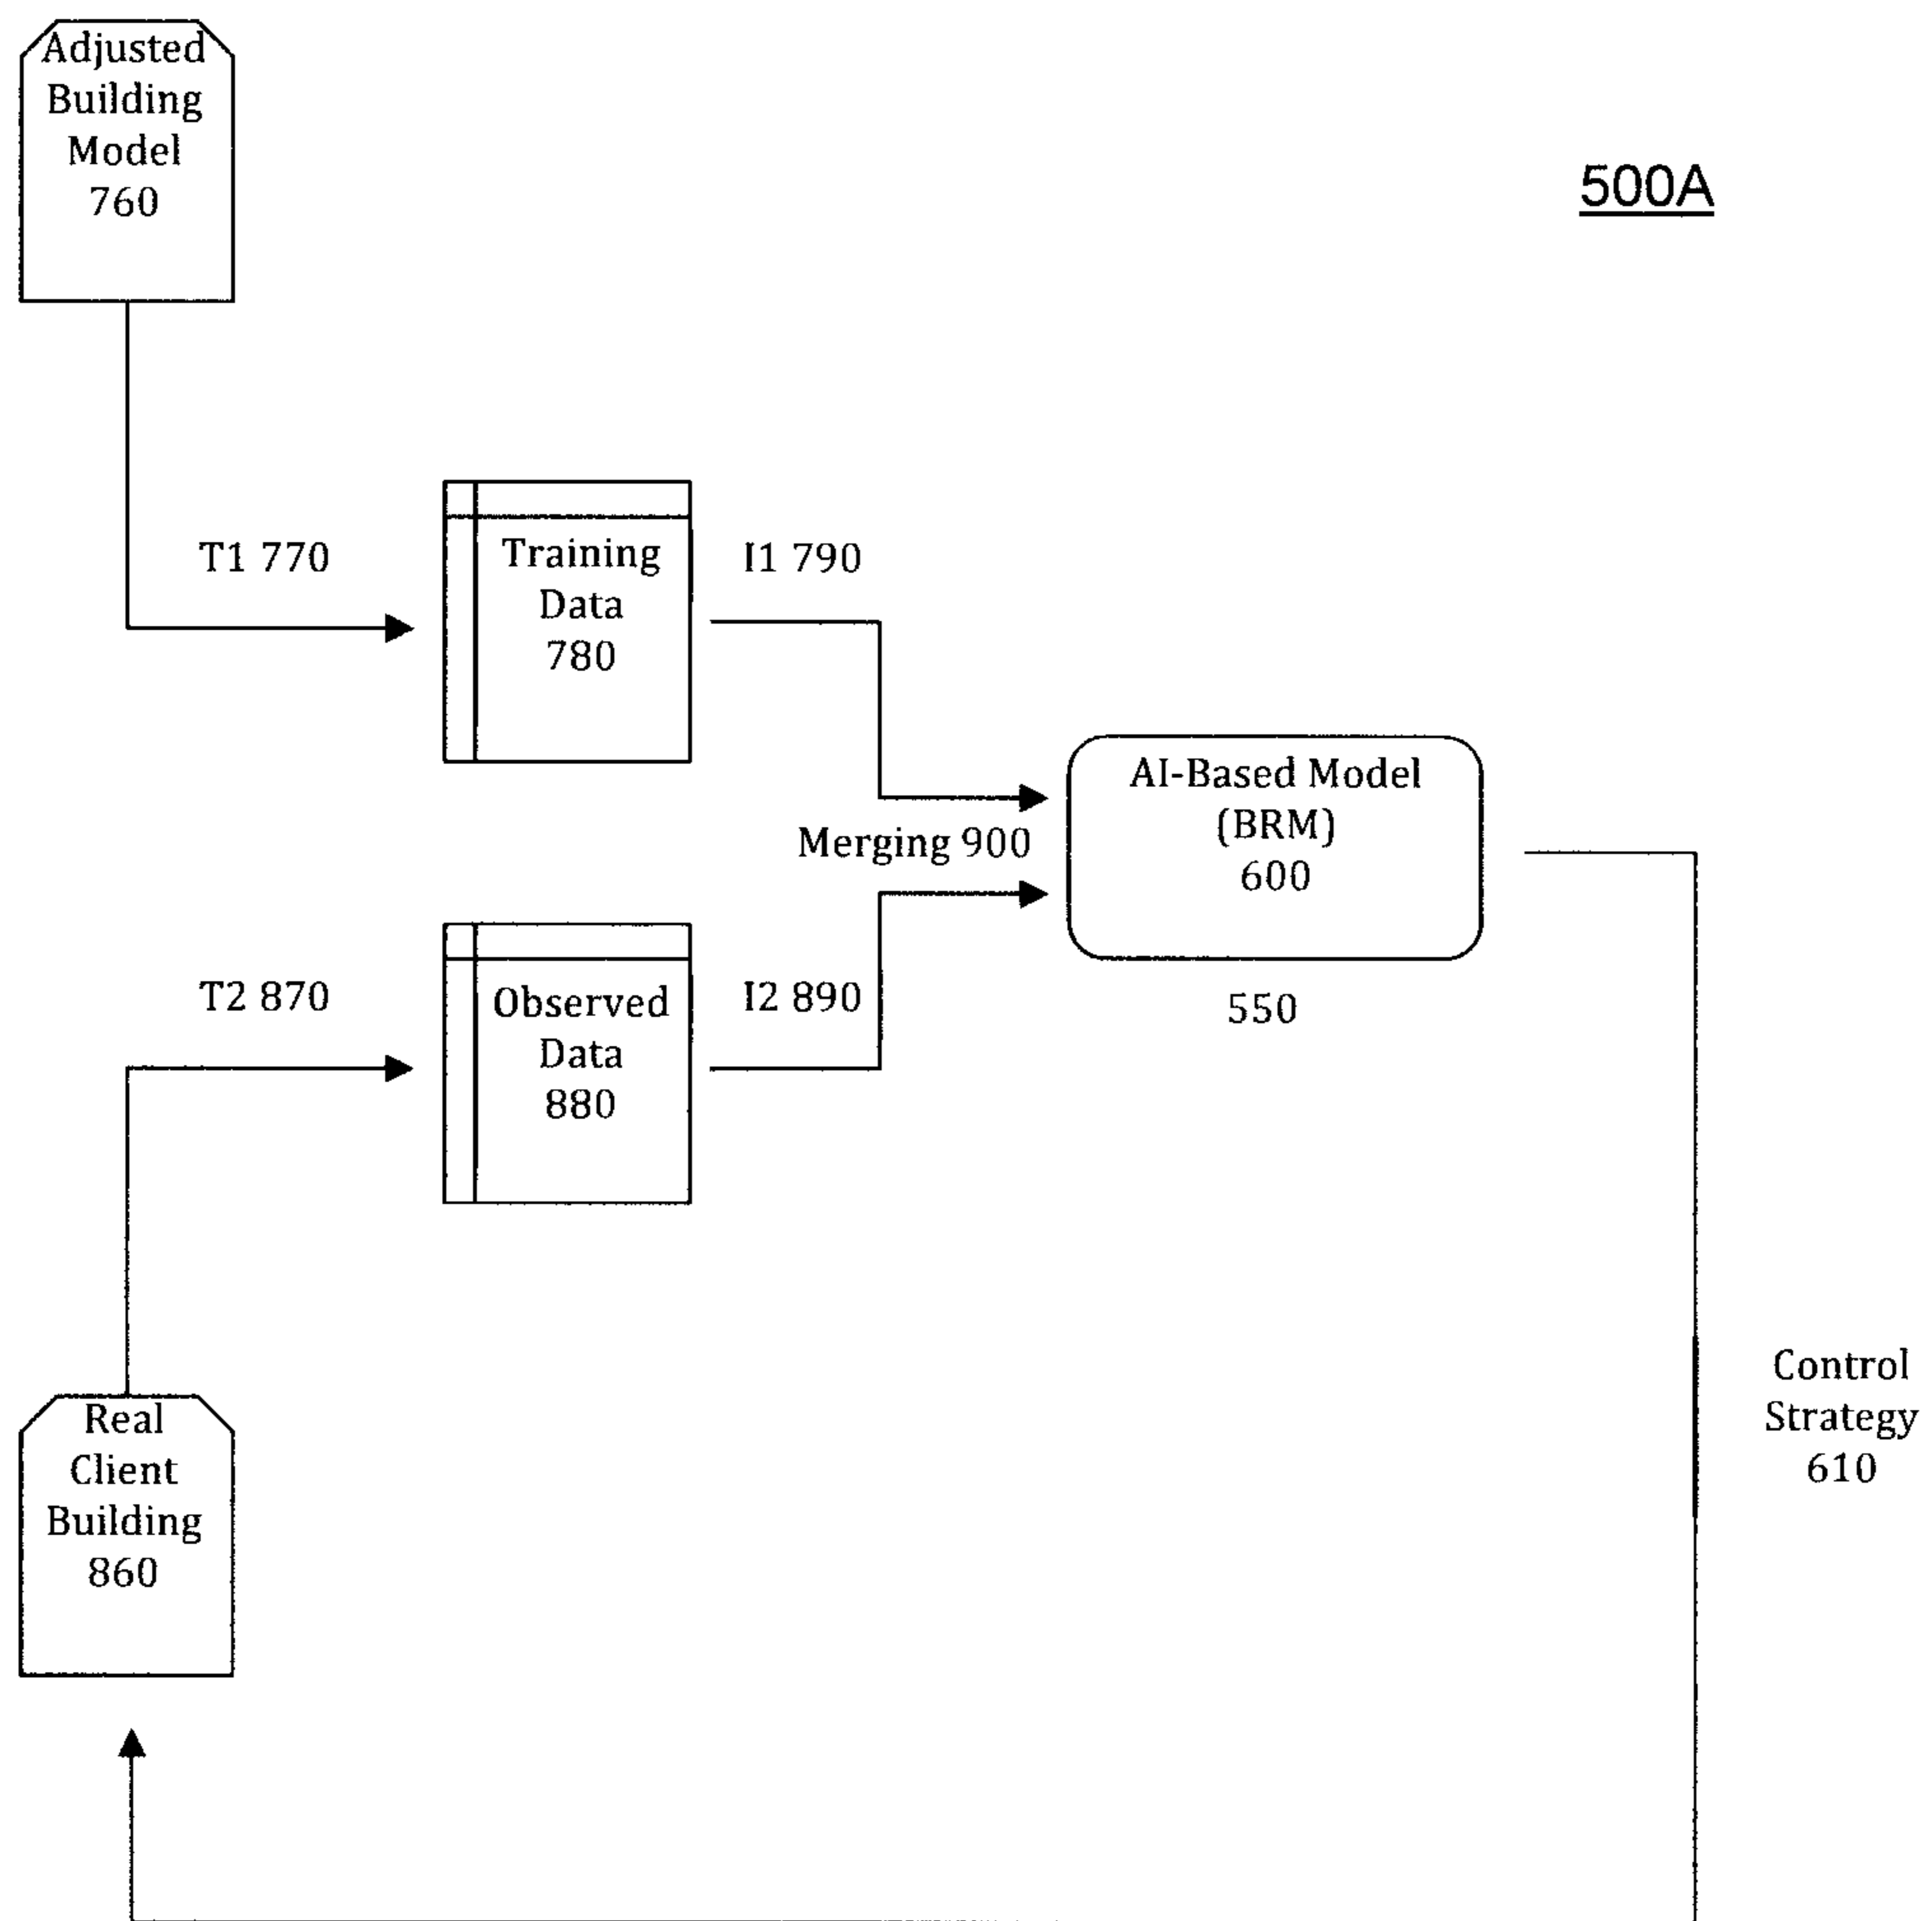 Adjusted
Building
Model
760
500A
T1 770
Training
Data
780
I1 790
AI-Based Model
(BRM)
600
Merging 900
T2 870
Observed
Data
880
I2 890
550
Control
Strategy
610
Real
Client
Building
860